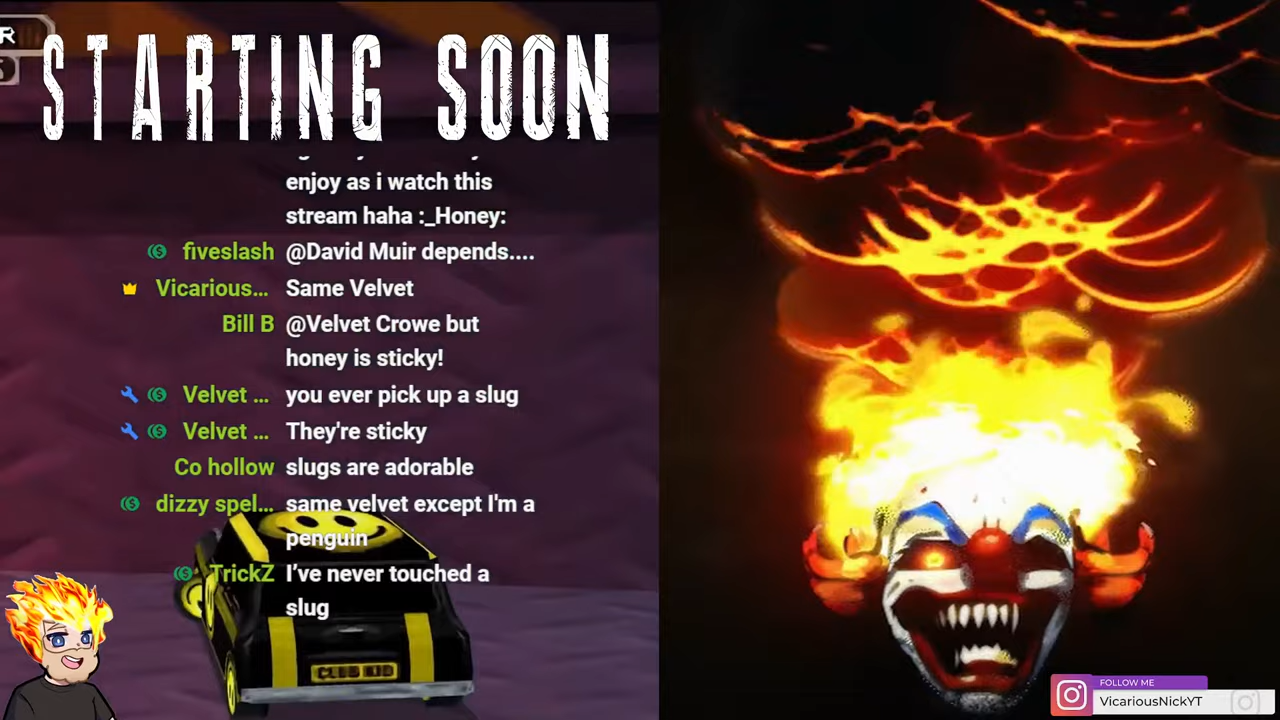 R
STARTING SOON
enjoy as i watch this
stream haha :_Honey:
fiveslash @David Muir depends....
Vicarious... Same Velvet
Bill B @Velvet Crowe but
honey is sticky!
Velvet ... you ever pick up a slug
Velvet ... They're sticky
Co hollow slugs are adorable
dizzy spel... same velvet except I'm a
penguin
TrickZ I've never touched a
slug
CLUB KID
FOLLOW ME
VicariousNickYT